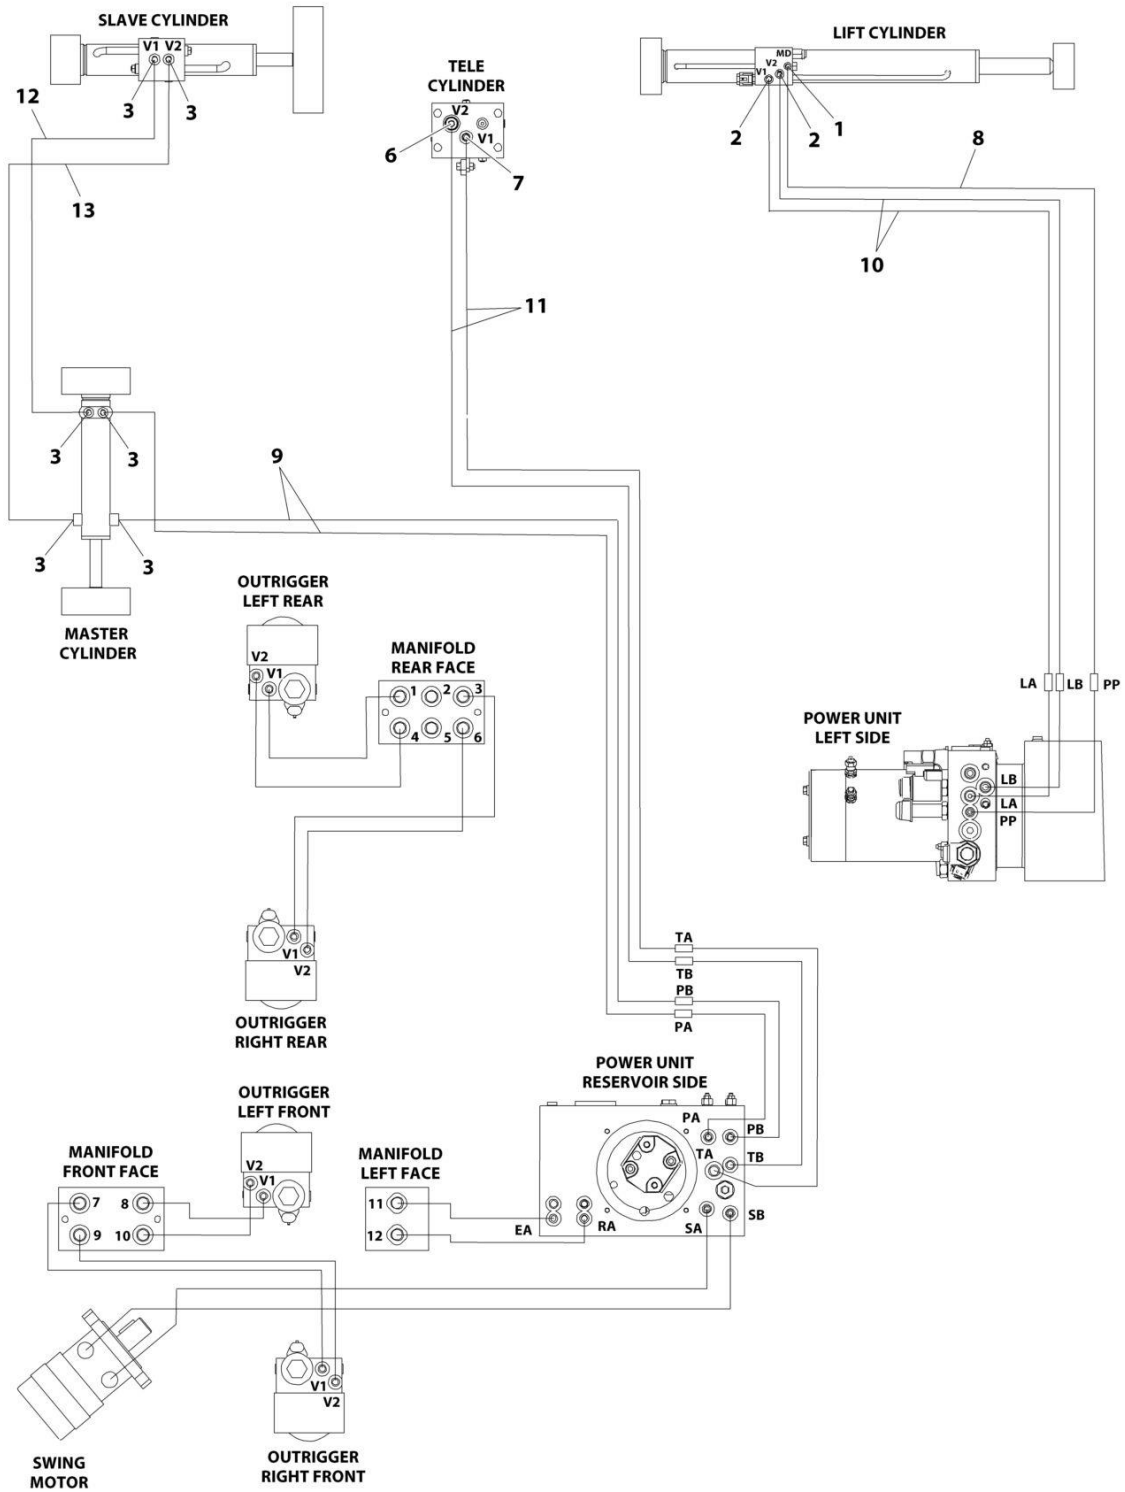 SLAVE CYLINDER
V1 V2
3
3
12
13
TELE
CYLINDER
V2
V1
6
7
11
LIFT CYLINDER
MD
V2
V1
2
2
1
8
10
3
3
9
3
3
MASTER
CYLINDER
OUTRIGGER
LEFT REAR
V2
V1
MANIFOLD
REAR FACE
1 2 3
4 5 6
LA
LB
PP
POWER UNIT
LEFT SIDE
LB
LA
PP
V1
V2
OUTRIGGER
RIGHT REAR
TA
TB
PB
PA
POWER UNIT
RESERVOIR SIDE
PA
PB
TA
TB
EA
RA
SA
SB
OUTRIGGER
LEFT FRONT
V2
V1
MANIFOLD
FRONT FACE
7 8
9 10
MANIFOLD
LEFT FACE
11
12
V1
V2
OUTRIGGER
RIGHT FRONT
SWING
MOTOR